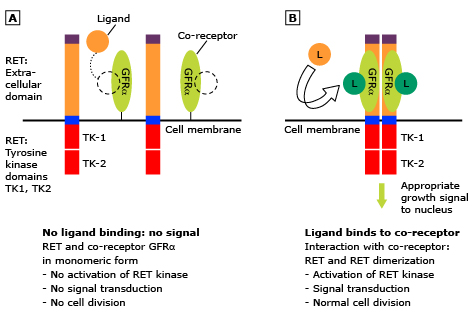 A
Ligand
Co-receptor
RET:
Extra-
cellular
domain
GFRα
GFRα
Cell membrane
RET:
Tyrosine
kinase
domains
TK1, TK2
TK-1
TK-2
No ligand binding: no signal
RET and co-receptor GFRα
in monomeric form
- No activation of RET kinase
- No signal transduction
- No cell division
B
L
L
GFRα
GFRα
L
Cell membrane
TK-1
TK-2
Appropriate
growth signal
to nucleus
Ligand binds to co-receptor
Interaction with co-receptor:
RET and RET dimerization
- Activation of RET kinase
- Signal transduction
- Normal cell division